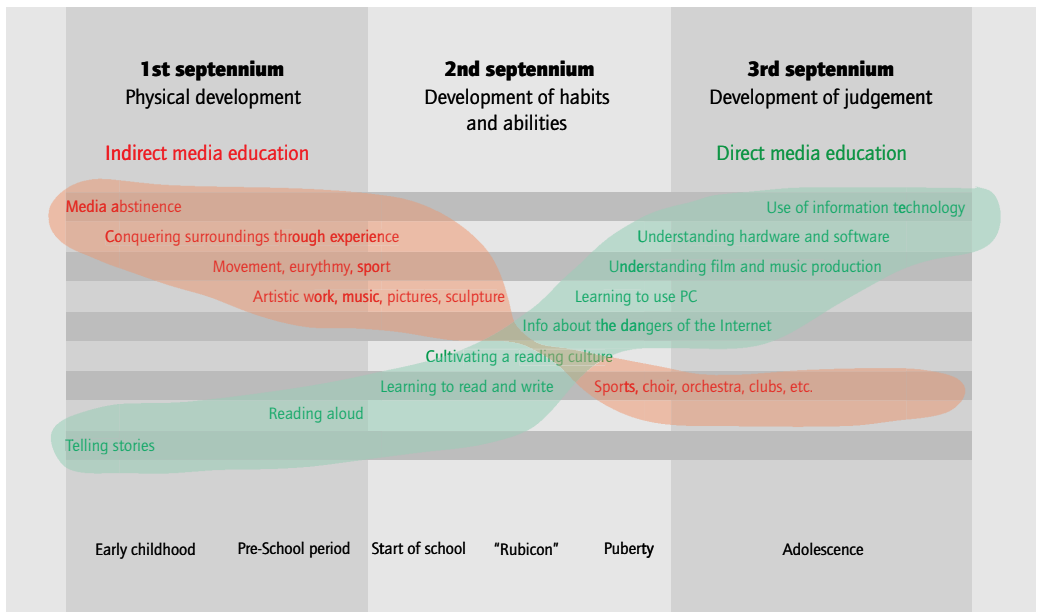 1st septennium
Physical development
2nd septennium
Development of habits
and abilities
3rd septennium
Development of judgement
Indirect media education
Direct media education
Media abstinence
Use of information technology
Conquering surroundings through experience
Understanding hardware and software
Movement, eurythmy, sport
Understanding film and music production
Artistic work, music, pictures, sculpture
Learning to use PC
Info about the dangers of the Internet
Cultivating a reading culture
Learning to read and write
Sports, choir, orchestra, clubs, etc.
Reading aloud
Telling stories
Early childhood
Pre-School period
Start of school
“Rubicon”
Puberty
Adolescence